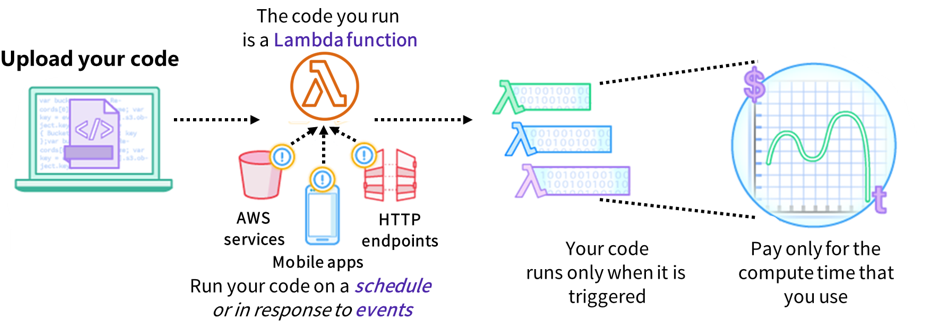 The code you run
is a Lambda function
Upload your code
</>
AWS
services
Mobile apps
HTTP
endpoints
Run your code on a schedule
or in response to events
Your code
runs only when it is
triggered
$
t
Pay only for the
compute time that
you use